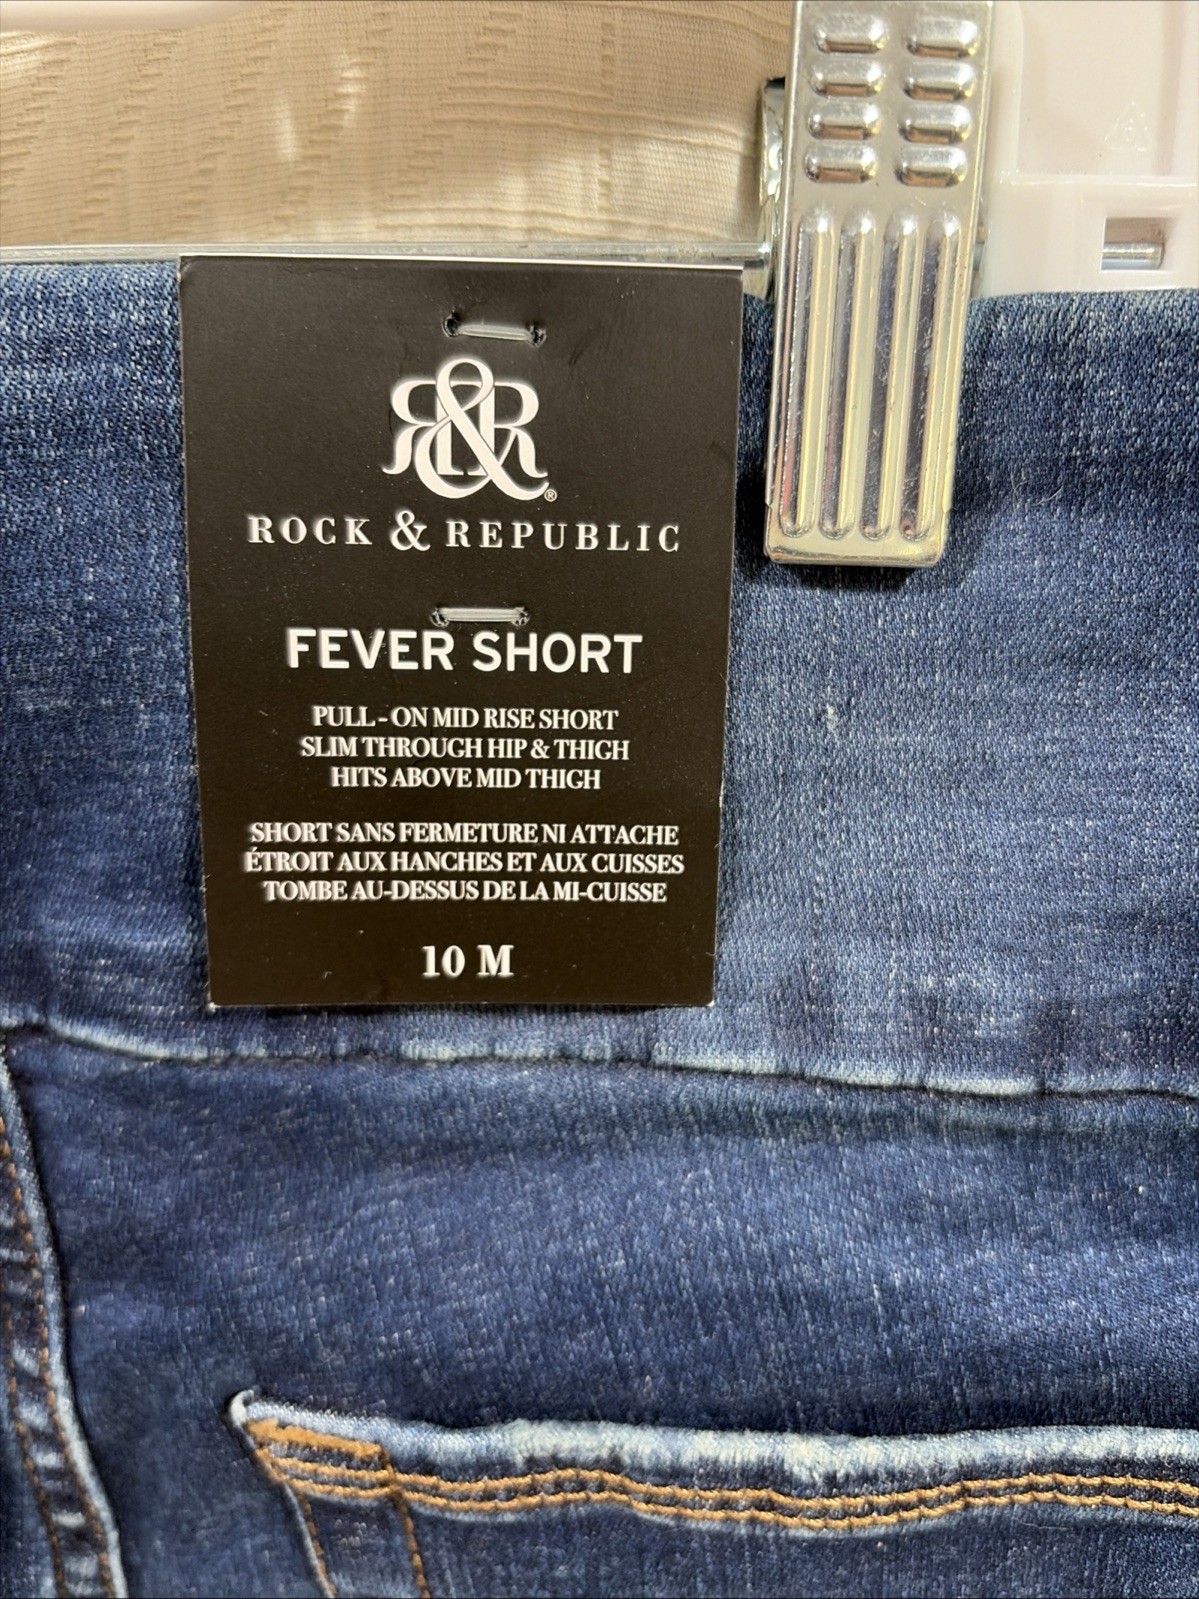 R&R®
ROCK & REPUBLIC
FEVER SHORT
PULL-ON MID RISE SHORT
SLIM THROUGH HIP & THIGH
HITS ABOVE MID THIGH
SHORT SANS FERMETURE NI ATTACHE
ÉTROIT AUX HANCHES ET AUX CUISSES
TOMBE AU-DESSUS DE LA MI-CUISSE
10 M